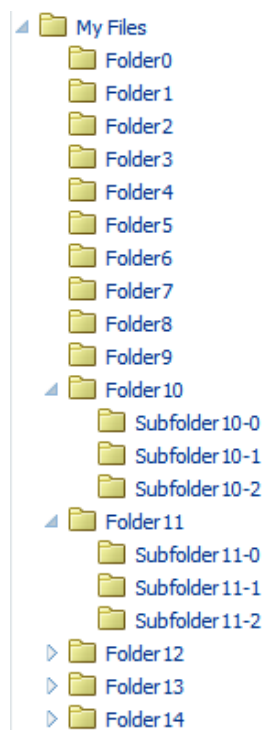 My Files
Folder0
Folder1
Folder2
Folder3
Folder4
Folder5
Folder6
Folder7
Folder8
Folder9
Folder10
Subfolder10-0
Subfolder10-1
Subfolder10-2
Folder11
Subfolder11-0
Subfolder11-1
Subfolder11-2
Folder12
Folder13
Folder14